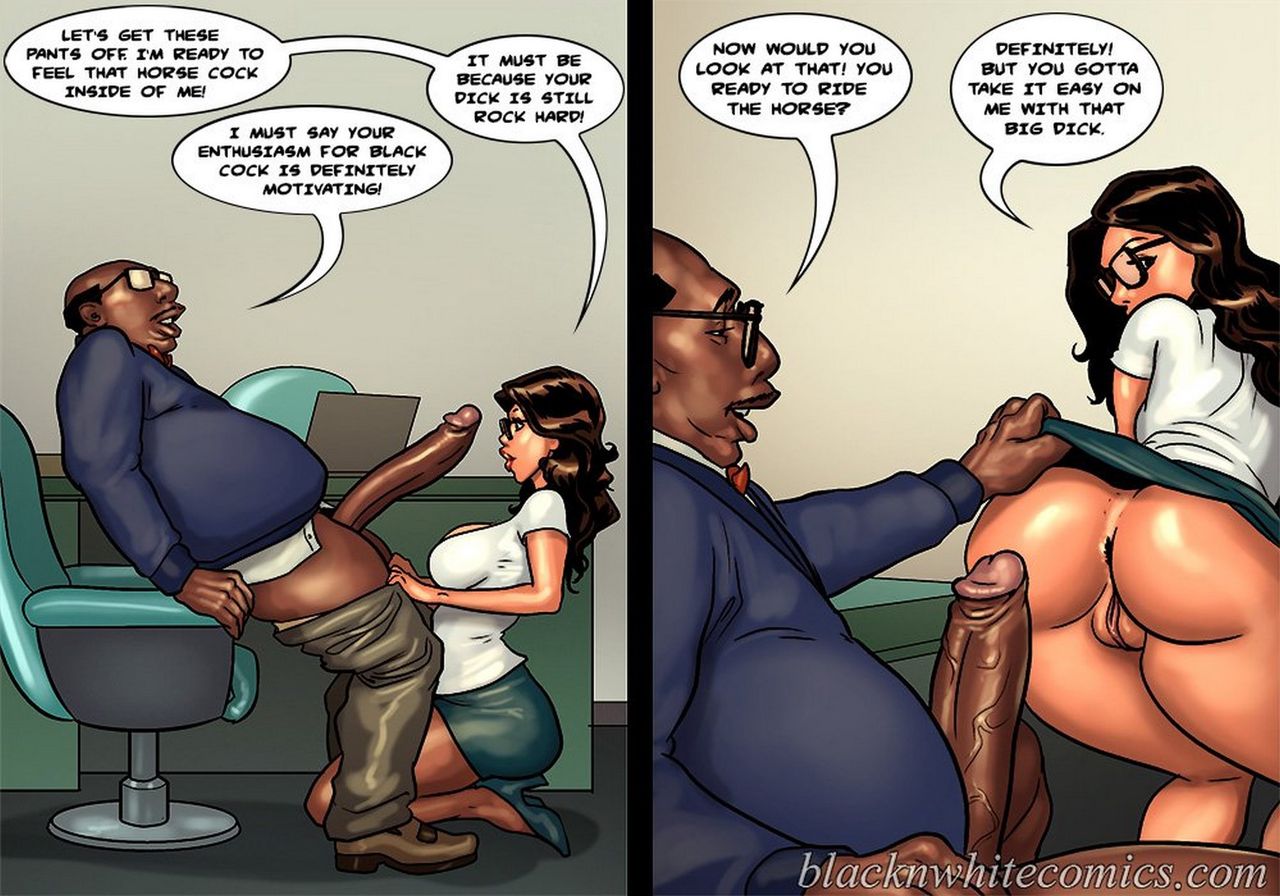 LET'S GET THESE
PANTS OFF. I'M READY TO
FEEL THAT HORSE COCK
INSIDE OF ME!
I MUST SAY YOUR
ENTHUSIASM FOR BLACK
COCK IS DEFINITELY
MOTIVATING!
IT MUST BE
BECAUSE YOUR
DICK IS STILL
ROCK HARD!
NOW WOULD YOU
LOOK AT THAT! YOU
READY TO RIDE
THE HORSE?
DEFINITELY!
BUT YOU GOTTA
TAKE IT EASY ON
ME WITH THAT
BIG DICK.
blacknwhitecomics.com